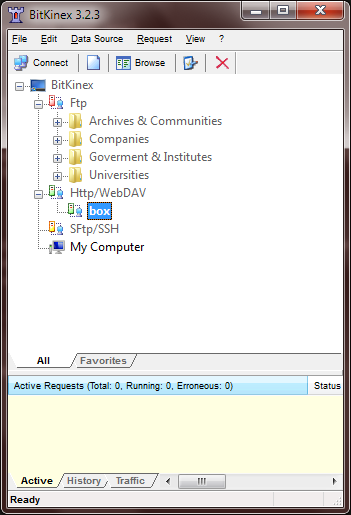 BitKinex 3.2.3
File Edit Data Source Request View ?
Connect Browse
BitKinex
Ftp
Archives & Communities
Companies
Goverment & Institutes
Universities
Http/WebDAV
box
SFtp/SSH
My Computer
All Favorites
Active Requests (Total: 0, Running: 0, Erroneous: 0) Status
Active History Traffic
Ready